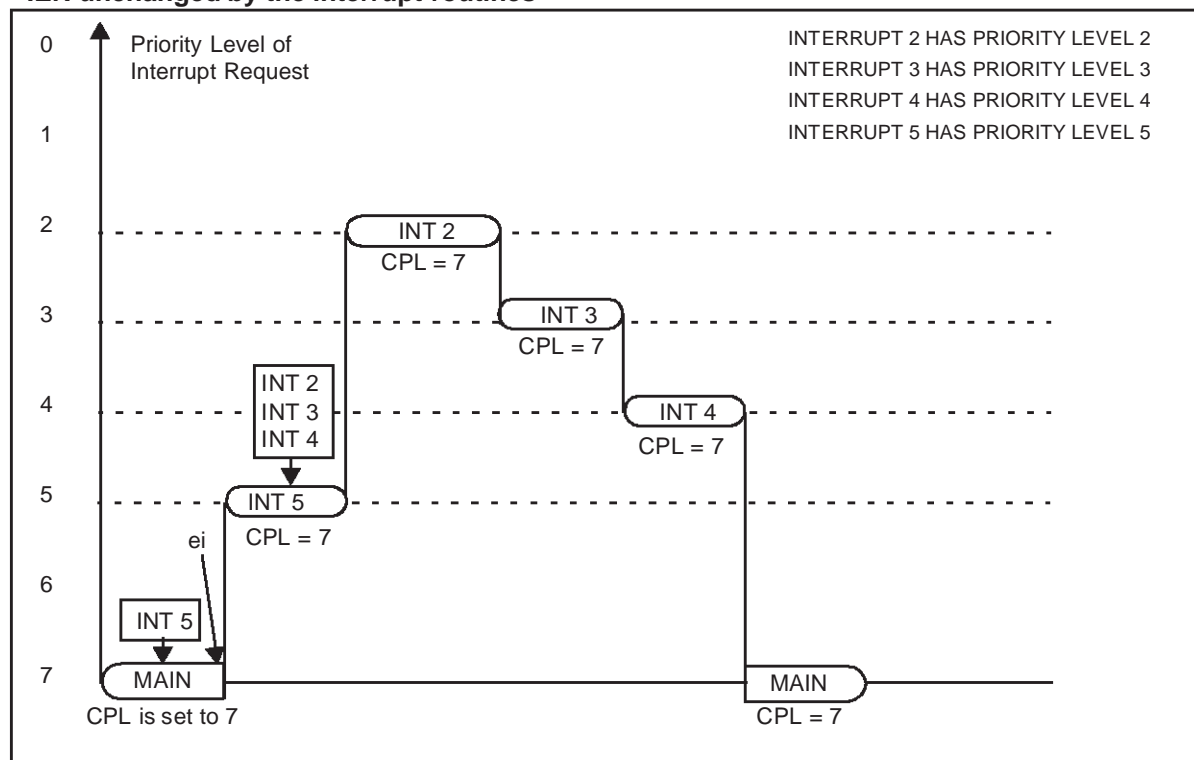 0
Priority Level of
Interrupt Request
INTERRUPT 2 HAS PRIORITY LEVEL 2
INTERRUPT 3 HAS PRIORITY LEVEL 3
INTERRUPT 4 HAS PRIORITY LEVEL 4
INTERRUPT 5 HAS PRIORITY LEVEL 5
1
2
INT 2
CPL = 7
3
INT 3
CPL = 7
INT 2
INT 3
INT 4
4
INT 4
CPL = 7
5
INT 5
CPL = 7
ei
6
INT 5
7
MAIN
CPL is set to 7
MAIN
CPL = 7